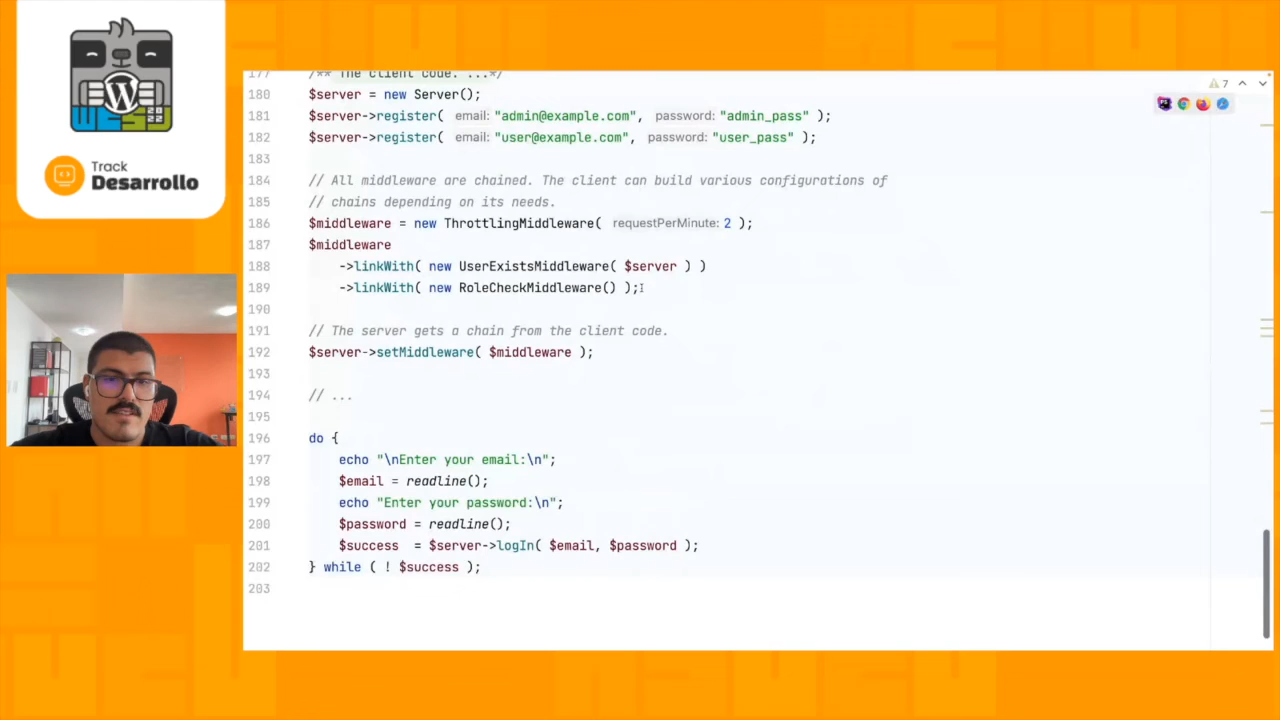 W
WCES
20
22
Track
Desarrollo
177 /** The client code. ...*/
180 $server = new Server();
181 $server->register( email: "admin@example.com", password: "admin_pass" );
182 $server->register( email: "user@example.com", password: "user_pass" );
183
184 // All middleware are chained. The client can build various configurations of
185 // chains depending on its needs.
186 $middleware = new ThrottlingMiddleware( requestPerMinute: 2 );
187 $middleware
188 ->linkWith( new UserExistsMiddleware( $server ) )
189 ->linkWith( new RoleCheckMiddleware() );
190
191 // The server gets a chain from the client code.
192 $server->setMiddleware( $middleware );
193
194 // ...
195
196 do {
197 echo "\nEnter your email:\n";
198 $email = readline();
199 echo "Enter your password:\n";
200 $password = readline();
201 $success = $server->logIn( $email, $password );
202 } while ( ! $success );
203
7